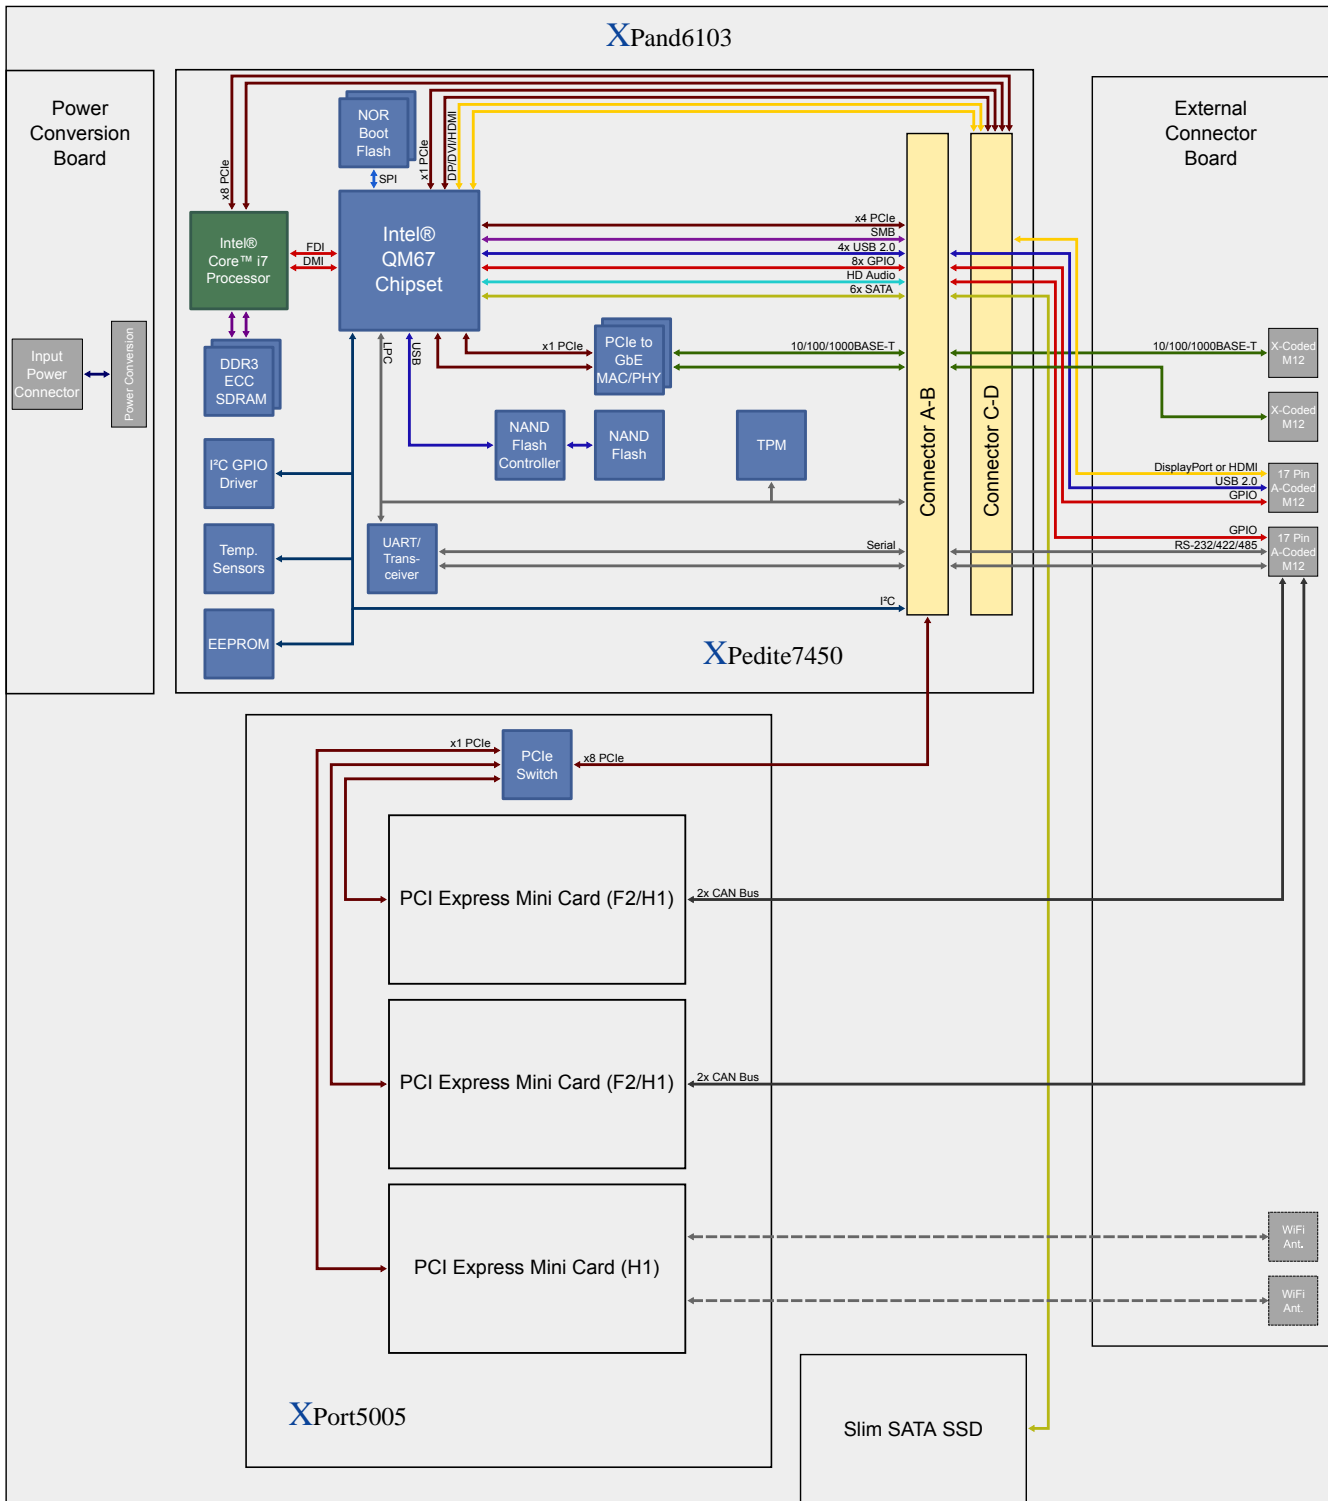 XPand6103
Power
Conversion
Board
Input
Power
Connector
Power Conversion
x8 PCIe
NOR
Boot
Flash
SPI
x1 PCIe
DP/DVI/HDMI
Intel®
Core™ i7
Processor
FDI
DMI
Intel®
QM67
Chipset
x4 PCIe
SMB
4x USB 2.0
8x GPIO
HD Audio
6x SATA
DDR3
ECC
SDRAM
LPC
USB
x1 PCIe
PCIe to
GbE
MAC/PHY
10/100/1000BASE-T
I²C GPIO
Driver
NAND
Flash
Controller
NAND
Flash
TPM
Temp.
Sensors
UART/
Trans-
ceiver
Serial
I²C
EEPROM
Connector A-B
Connector C-D
XPedite7450
External
Connector
Board
10/100/1000BASE-T
X-Coded
M12
X-Coded
M12
DisplayPort or HDMI
USB 2.0
GPIO
17 Pin
A-Coded
M12
GPIO
RS-232/422/485
17 Pin
A-Coded
M12
x1 PCIe
PCIe
Switch
x8 PCIe
PCI Express Mini Card (F2/H1)
2x CAN Bus
PCI Express Mini Card (F2/H1)
2x CAN Bus
PCI Express Mini Card (H1)
WiFi
Ant.
WiFi
Ant.
XPort5005
Slim SATA SSD